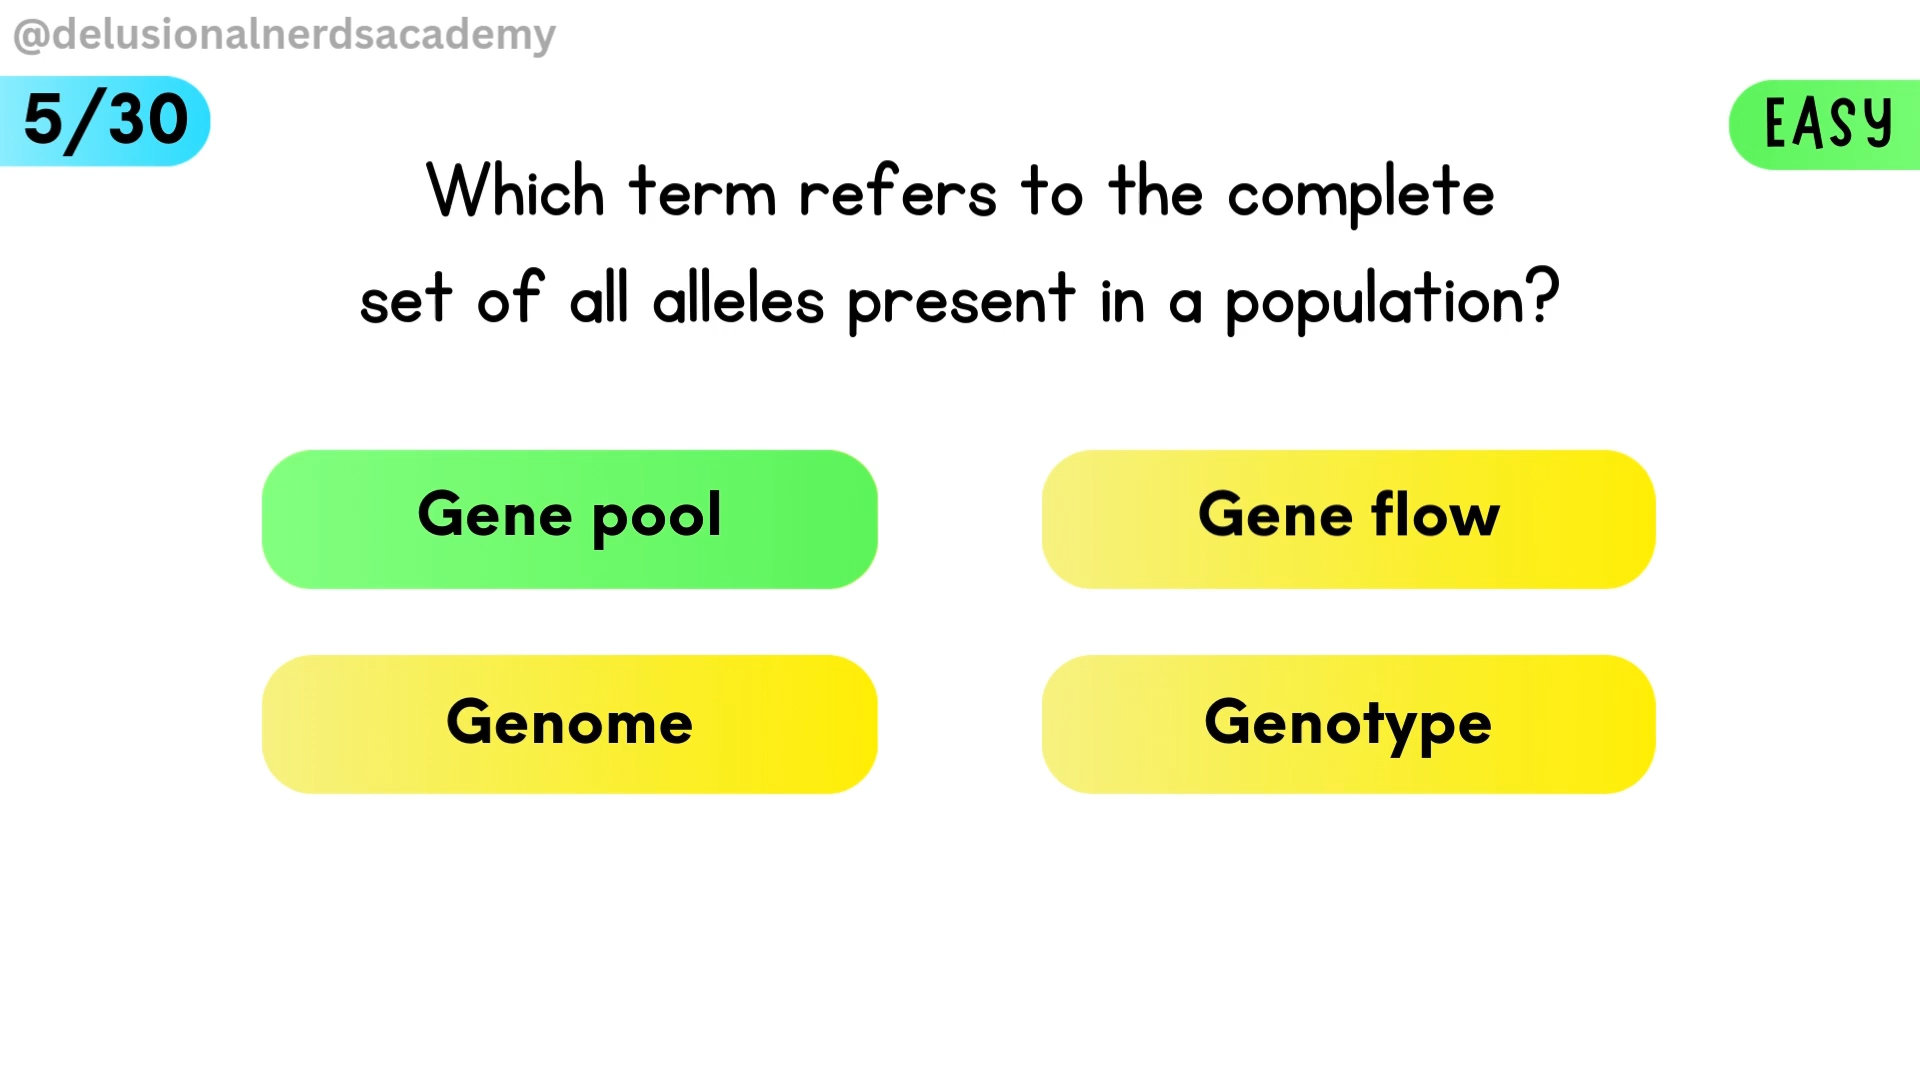 @delusionalnerdsacademy
5/30
EASY
Which term refers to the complete
set of all alleles present in a population?
Gene pool
Gene flow
Genome
Genotype